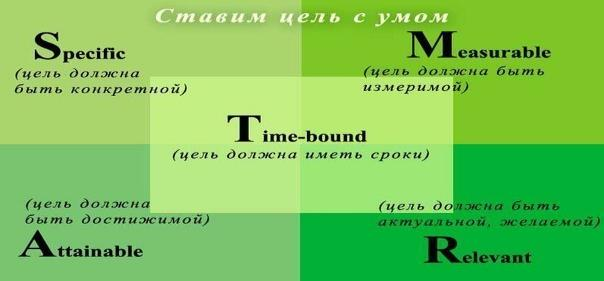 Ставим цель с умом
Specific
(цель должна
быть конкретной)
Measurable
(цель должна быть
измеримой)
Time-bound
(цель должна иметь сроки)
(цель должна
быть достижимой)
Attainable
(цель должна быть
актуальной, желаемой)
Relevant